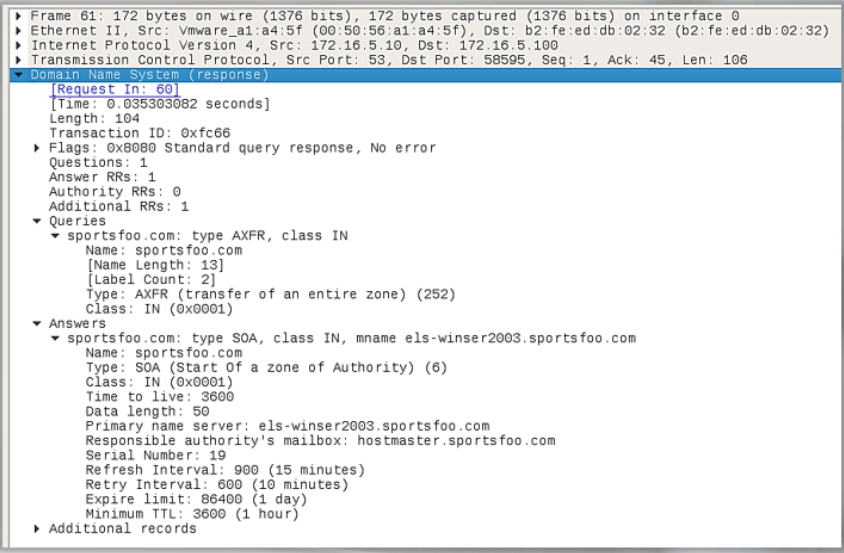 Frame 61: 172 bytes on wire (1376 bits), 172 bytes captured (1376 bits) on interface 0
Ethernet II, Src: Vmware_a1:a4:5f (00:50:56:a1:a4:5f), Dst: b2:fe:ed:db:02:32 (b2:fe:ed:db:02:32)
Internet Protocol Version 4, Src: 172.16.5.10, Dst: 172.16.5.100
Transmission Control Protocol, Src Port: 53, Dst Port: 58595, Seq: 1, Ack: 45, Len: 106
Domain Name System (response)
[Request In: 60]
[Time: 0.035303082 seconds]
Length: 104
Transaction ID: 0xfc66
Flags: 0x8080 Standard query response, No error
Questions: 1
Answer RRs: 1
Authority RRs: 0
Additional RRs: 1
Queries
sportsfoo.com: type AXFR, class IN
Name: sportsfoo.com
[Name Length: 13]
[Label Count: 2]
Type: AXFR (transfer of an entire zone) (252)
Class: IN (0x0001)
Answers
sportsfoo.com: type SOA, class IN, mname els-winser2003.sportsfoo.com
Name: sportsfoo.com
Type: SOA (Start Of a zone of Authority) (6)
Class: IN (0x0001)
Time to live: 3600
Data length: 50
Primary name server: els-winser2003.sportsfoo.com
Responsible authority's mailbox: hostmaster.sportsfoo.com
Serial Number: 19
Refresh Interval: 900 (15 minutes)
Retry Interval: 600 (10 minutes)
Expire limit: 86400 (1 day)
Minimum TTL: 3600 (1 hour)
Additional records